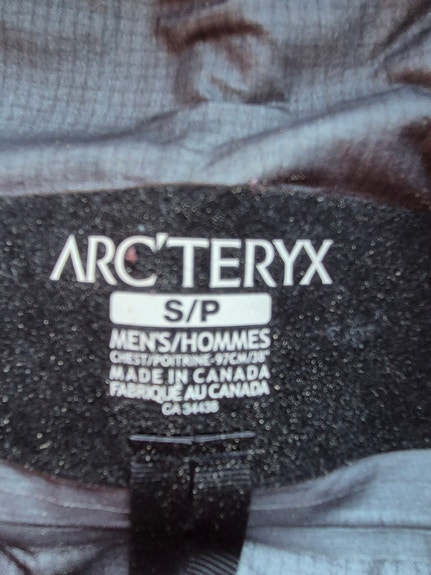 ARC'TERYX
S/P
MEN'S/HOMMES
CHEST/POITRINE-97CM/38"
MADE IN CANADA
FABRIQUÉ AU CANADA
CA 34438